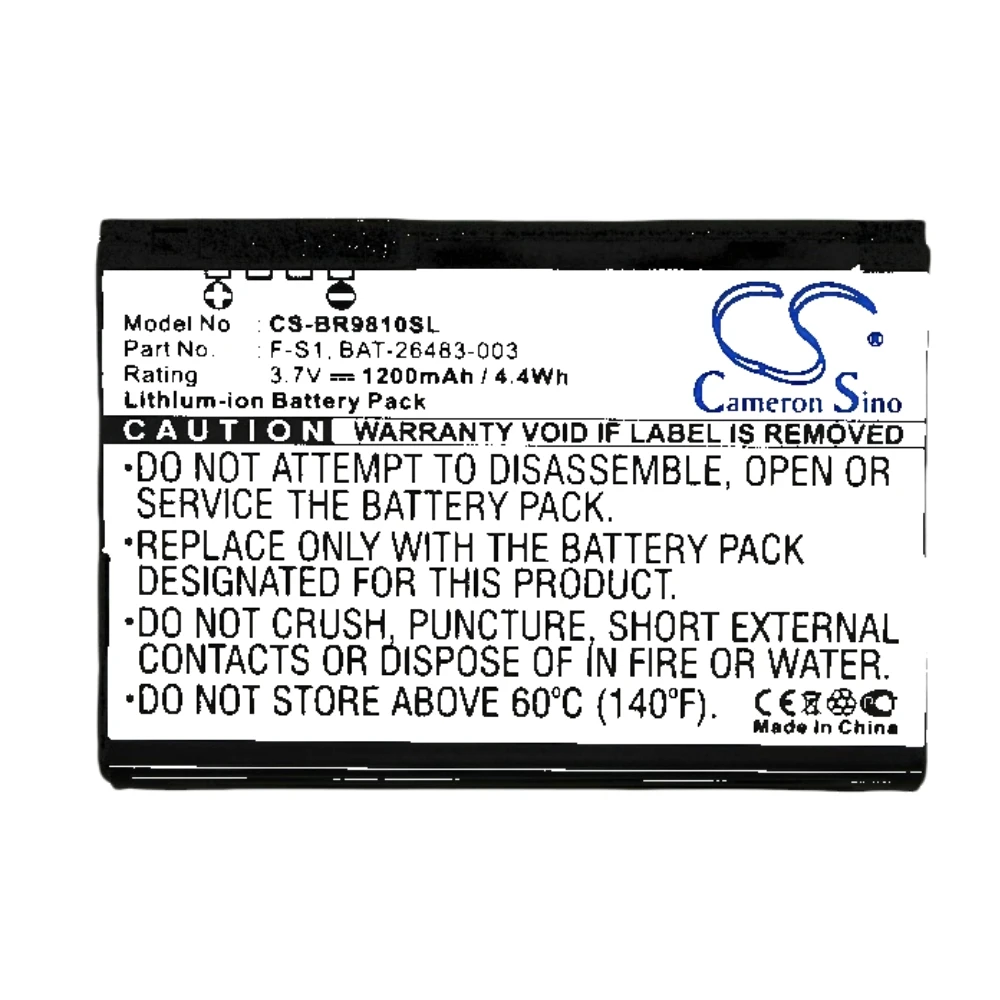 Model No : CS-BR9810SL
Part No. : F-S1, BAT-26483-003
Rating : 3.7V 1200mAh / 4.4Wh
Lithium-ion Battery Pack
CS ®
Cameron Sino
CAUTION WARRANTY VOID IF LABEL IS REMOVED
•DO NOT ATTEMPT TO DISASSEMBLE, OPEN OR
SERVICE THE BATTERY PACK.
•REPLACE ONLY WITH THE BATTERY PACK
DESIGNATED FOR THIS PRODUCT.
•DO NOT CRUSH, PUNCTURE, SHORT EXTERNAL
CONTACTS OR DISPOSE OF IN FIRE OR WATER.
•DO NOT STORE ABOVE 60°C (140°F).
CE
Made in China